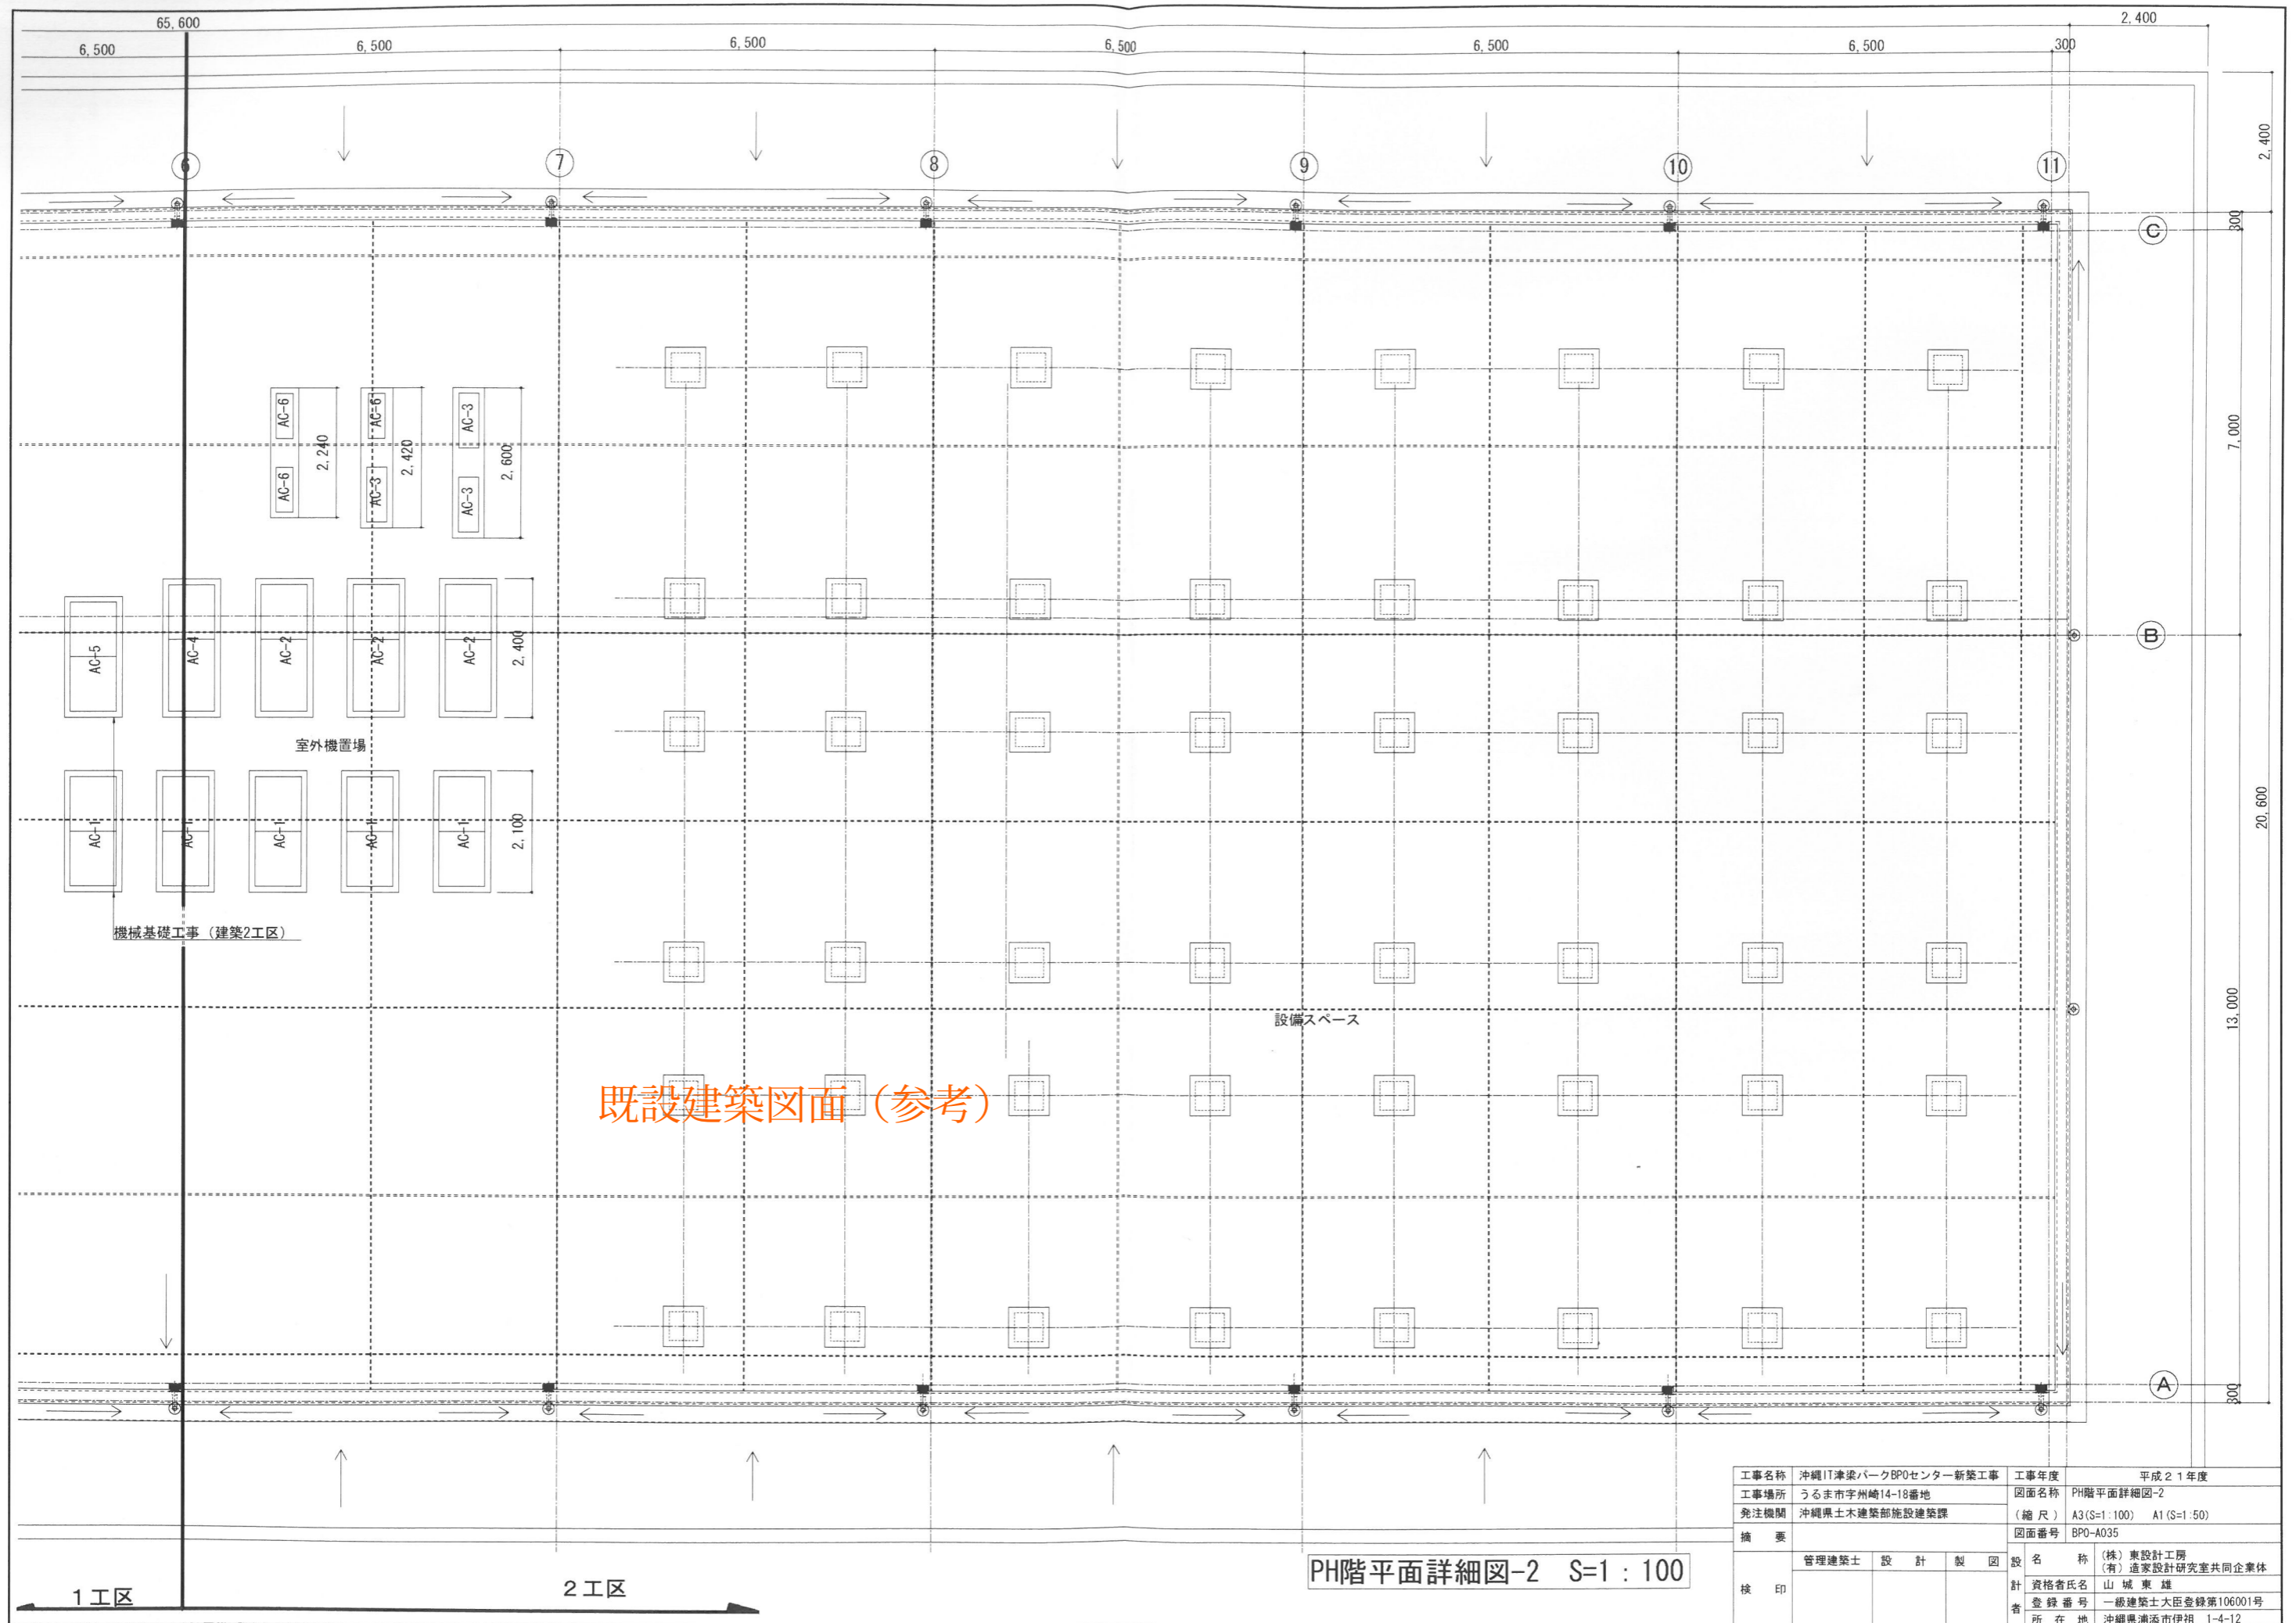 65,600
2,400
6,500
6,500
6,500
6,500
6,500
6,500
300
2,400
6
7
8
9
10
11
300
C
AC-6
AC-6
AC-3
2,240
2,420
2,600
AC-6
AC-3
AC-3
7,000
AC-5
AC-4
AC-2
AC-2
AC-2
2,400
B
室外機置場
AC-1
AC-1
AC-1
AC-1
AC-1
2,100
20,600
機械基礎工事（建築2工区）
設備スペース
13,000
既設建築図面（参考）
A
300
PH階平面詳細図-2 S=1：100
1工区
2工区
工事名称 沖縄IT津梁パークBPOセンター新築工事 工事年度 平成21年度
工事場所 うるま市字州崎14-18番地 図面名称 PH階平面詳細図-2
発注機関 沖縄県土木建築部施設建築課 （縮尺） A3(S=1:100) A1(S=1:50)
摘要 図面番号 BPO-A035
管理建築士 設計 製図 設計者 名称 (株)東設計工房
(有)造家設計研究室共同企業体
検印 資格者氏名 山城東雄
登録番号 一級建築士大臣登録第106001号
所在地 沖縄県浦添市伊祖 1-4-12